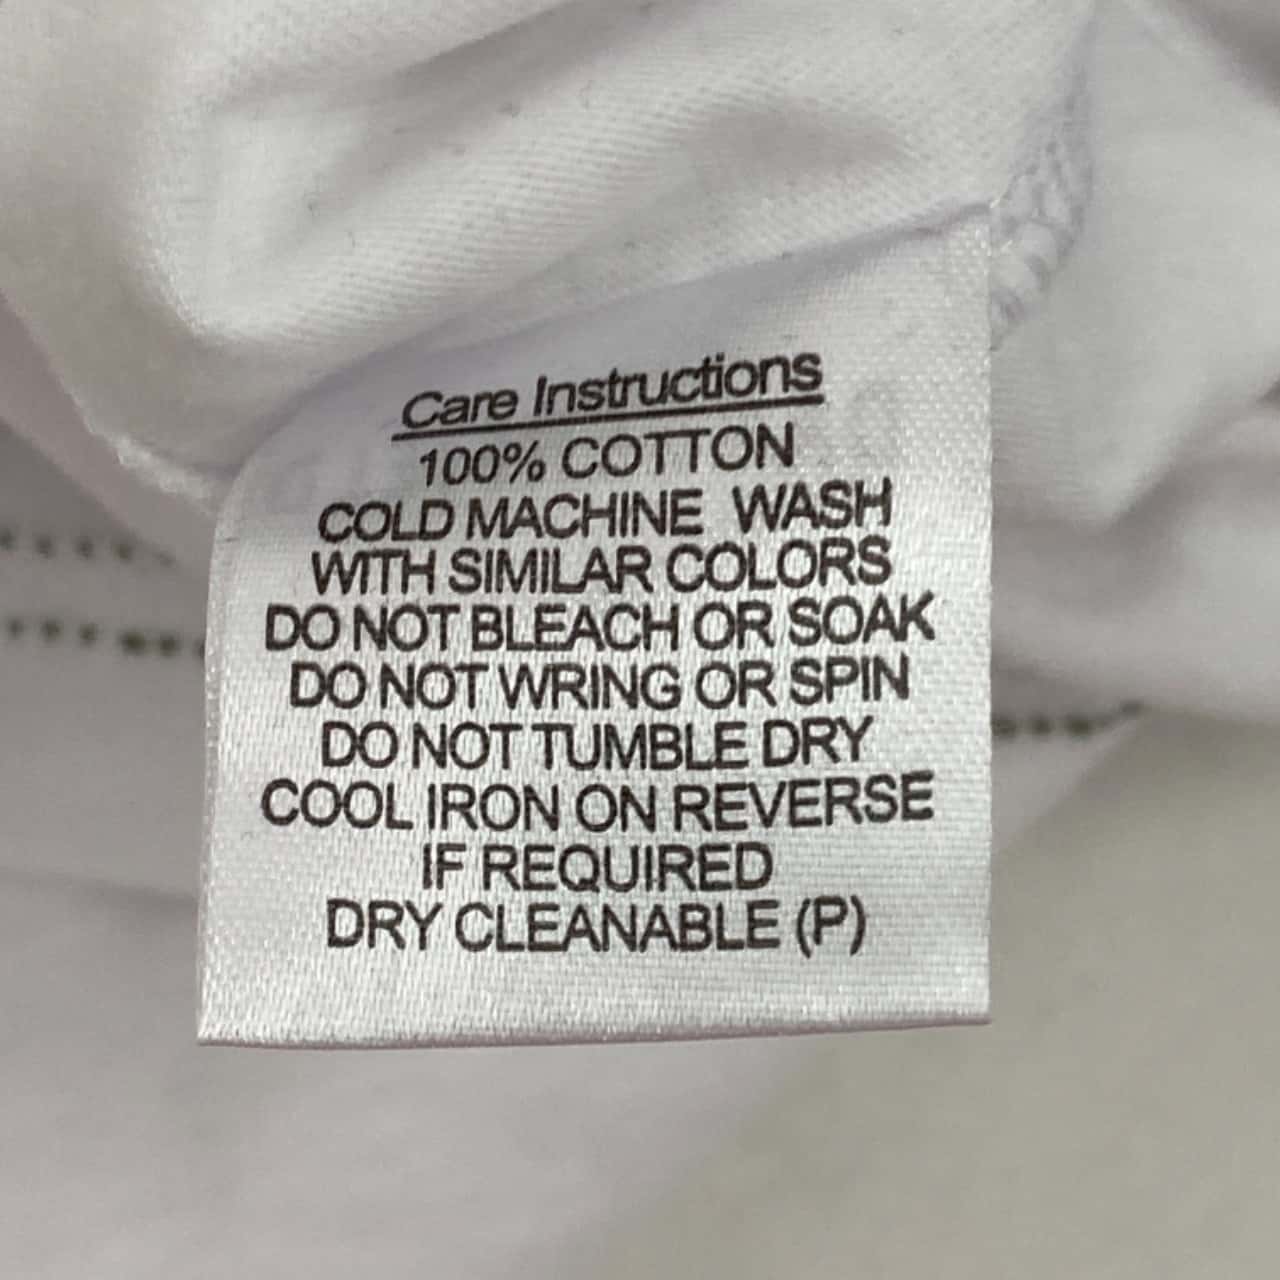 Care Instructions
100% COTTON
COLD MACHINE WASH
WITH SIMILAR COLORS
DO NOT BLEACH OR SOAK
DO NOT WRING OR SPIN
DO NOT TUMBLE DRY
COOL IRON ON REVERSE
IF REQUIRED
DRY CLEANABLE (P)